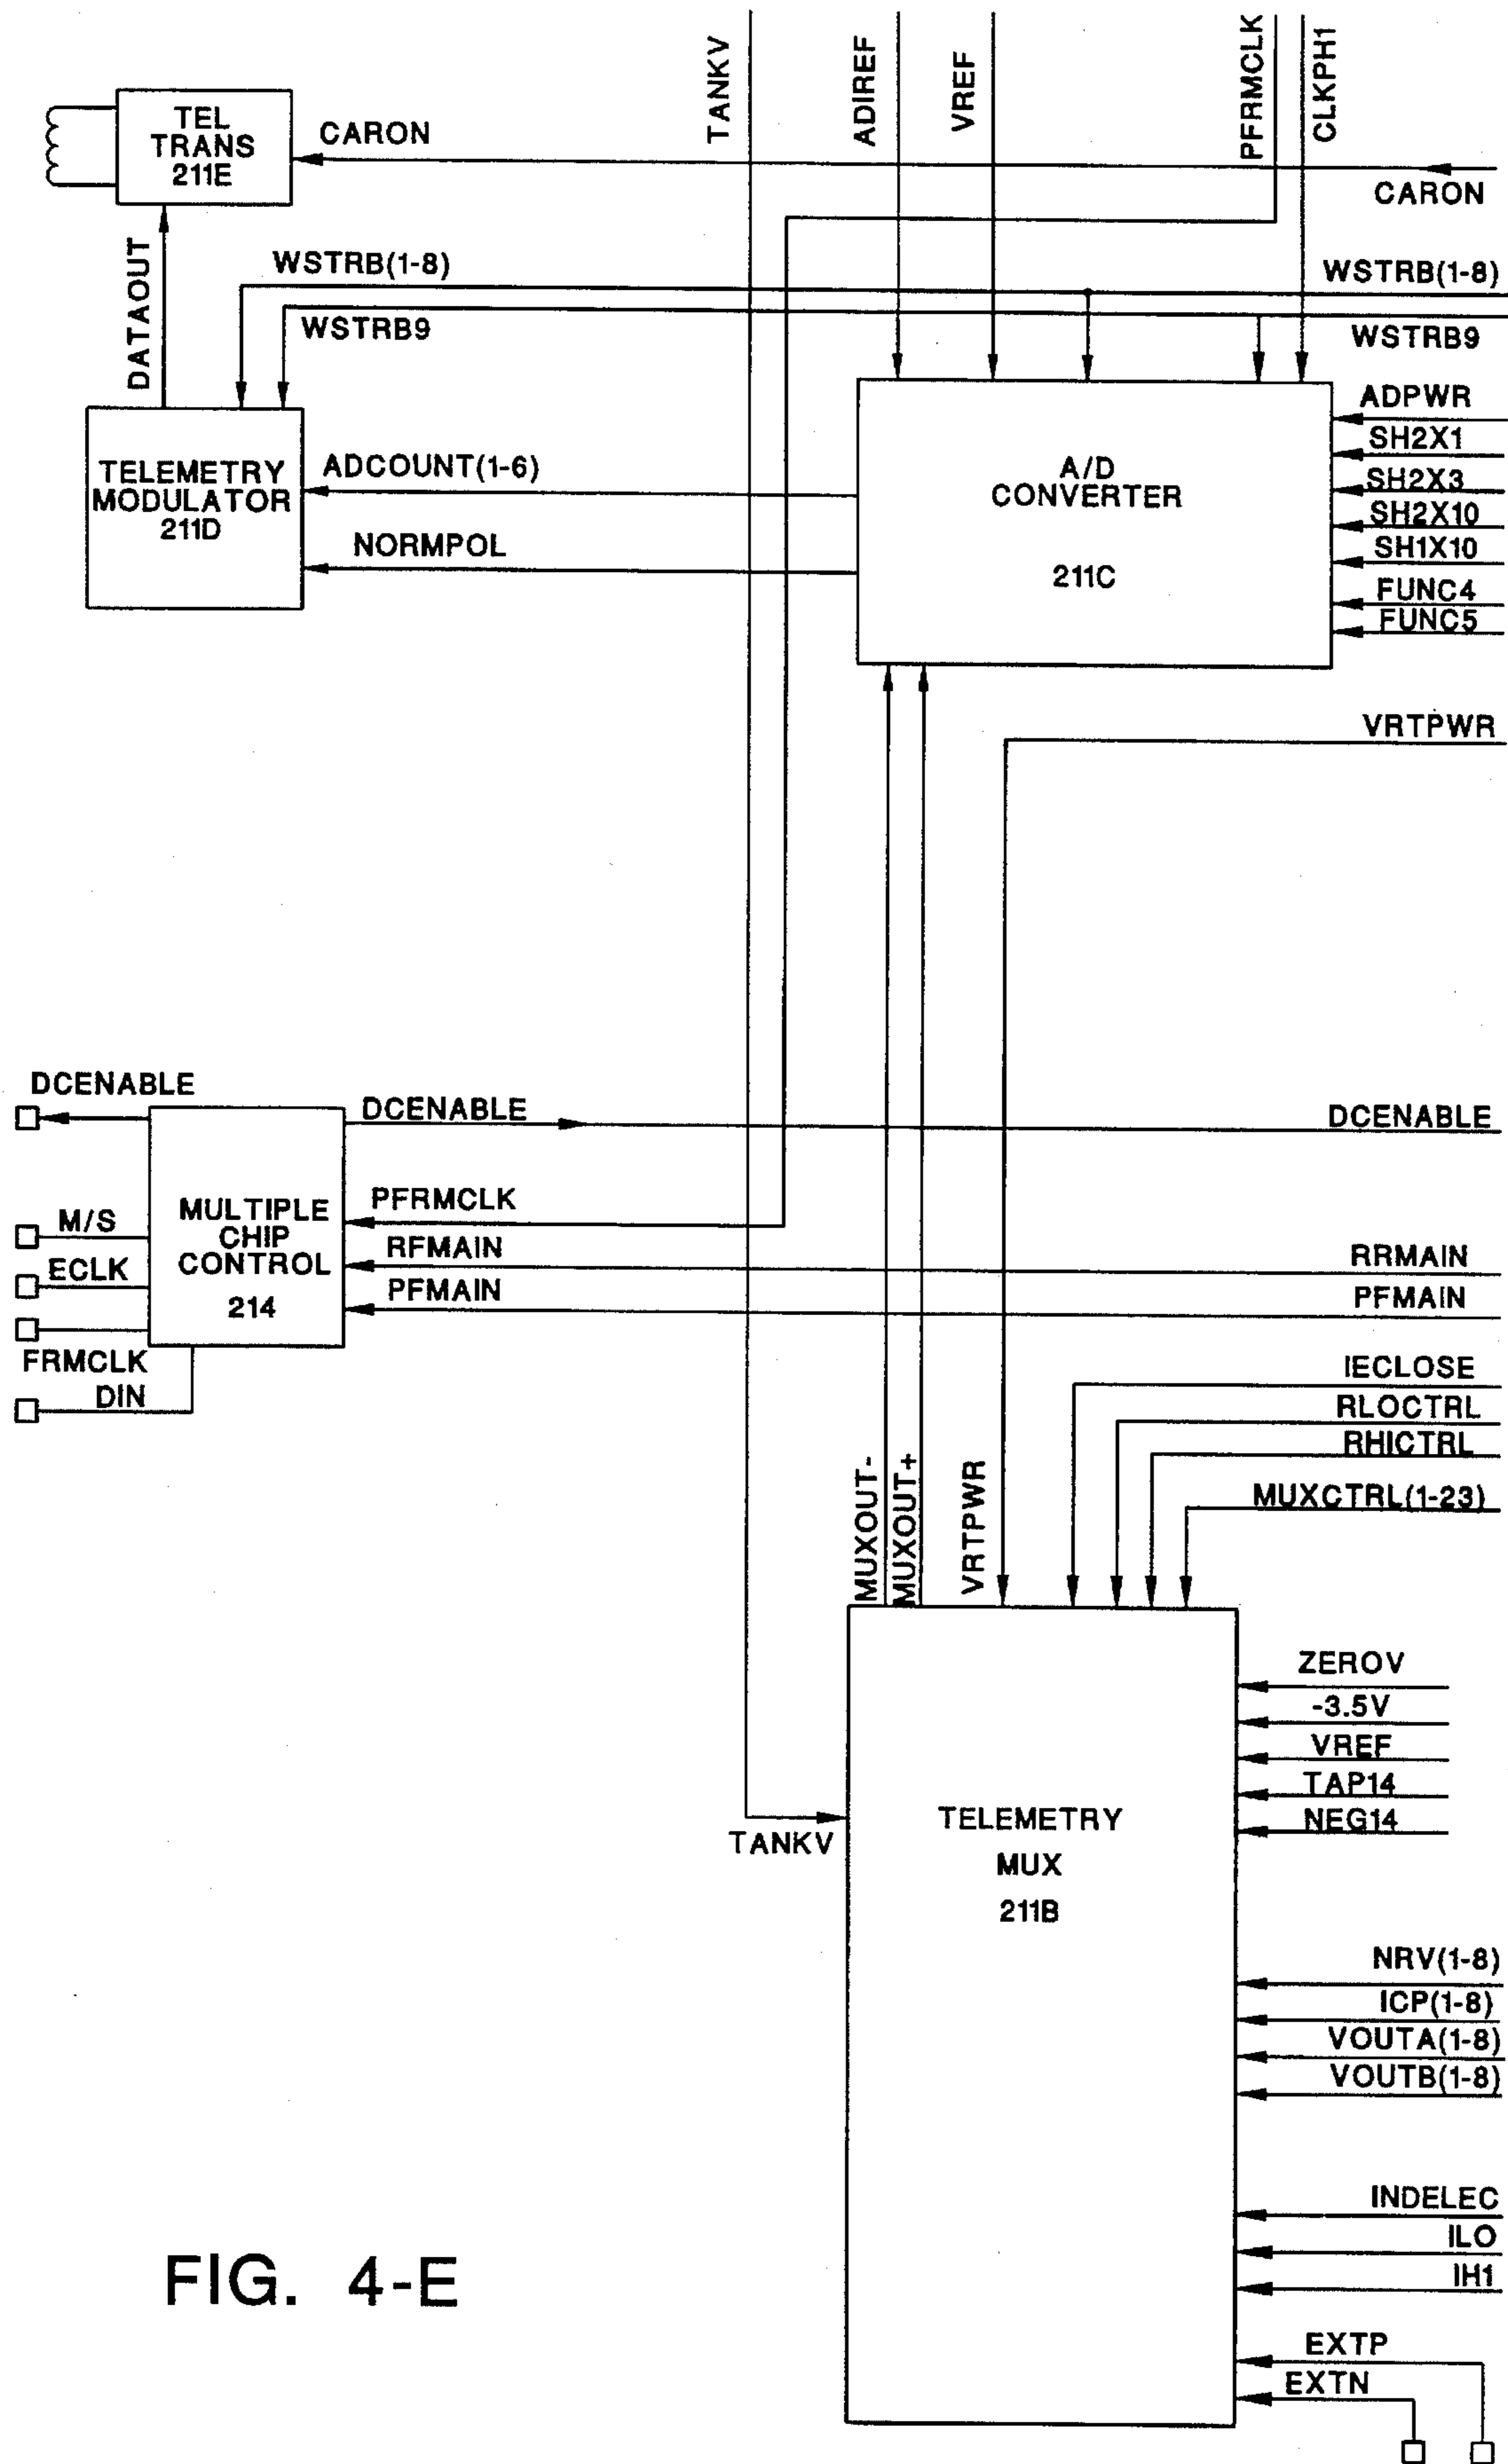 TANKV
ADIREF
VREF
PFRMCLK
CLKPH1
TEL
TRANS
211E
CARON
CARON
DATAOUT
WSTRB(1-8)
WSTRB(1-8)
WSTRB9
WSTRB9
TELEMETRY
MODULATOR
211D
ADCOUNT(1-6)
NORMPOL
A/D
CONVERTER
211C
ADPWR
SH2X1
SH2X3
SH2X10
SH1X10
FUNC4
FUNC5
VRTPWR
DCENABLE
DCENABLE
DCENABLE
M/S
ECLK
FRMCLK
DIN
MULTIPLE
CHIP
CONTROL
214
PFRMCLK
RFMAIN
PFMAIN
RRMAIN
PFMAIN
IECLOSE
RLOCTRL
RHICTRL
MUXCTRL(1-23)
MUXOUT-
MUXOUT+
VRTPWR
TANKV
TELEMETRY
MUX
211B
ZEROV
-3.5V
VREF
TAP14
NEG14
NRV(1-8)
ICP(1-8)
VOUTA(1-8)
VOUTB(1-8)
INDELEC
ILO
IH1
EXTP
EXTN
FIG. 4-E